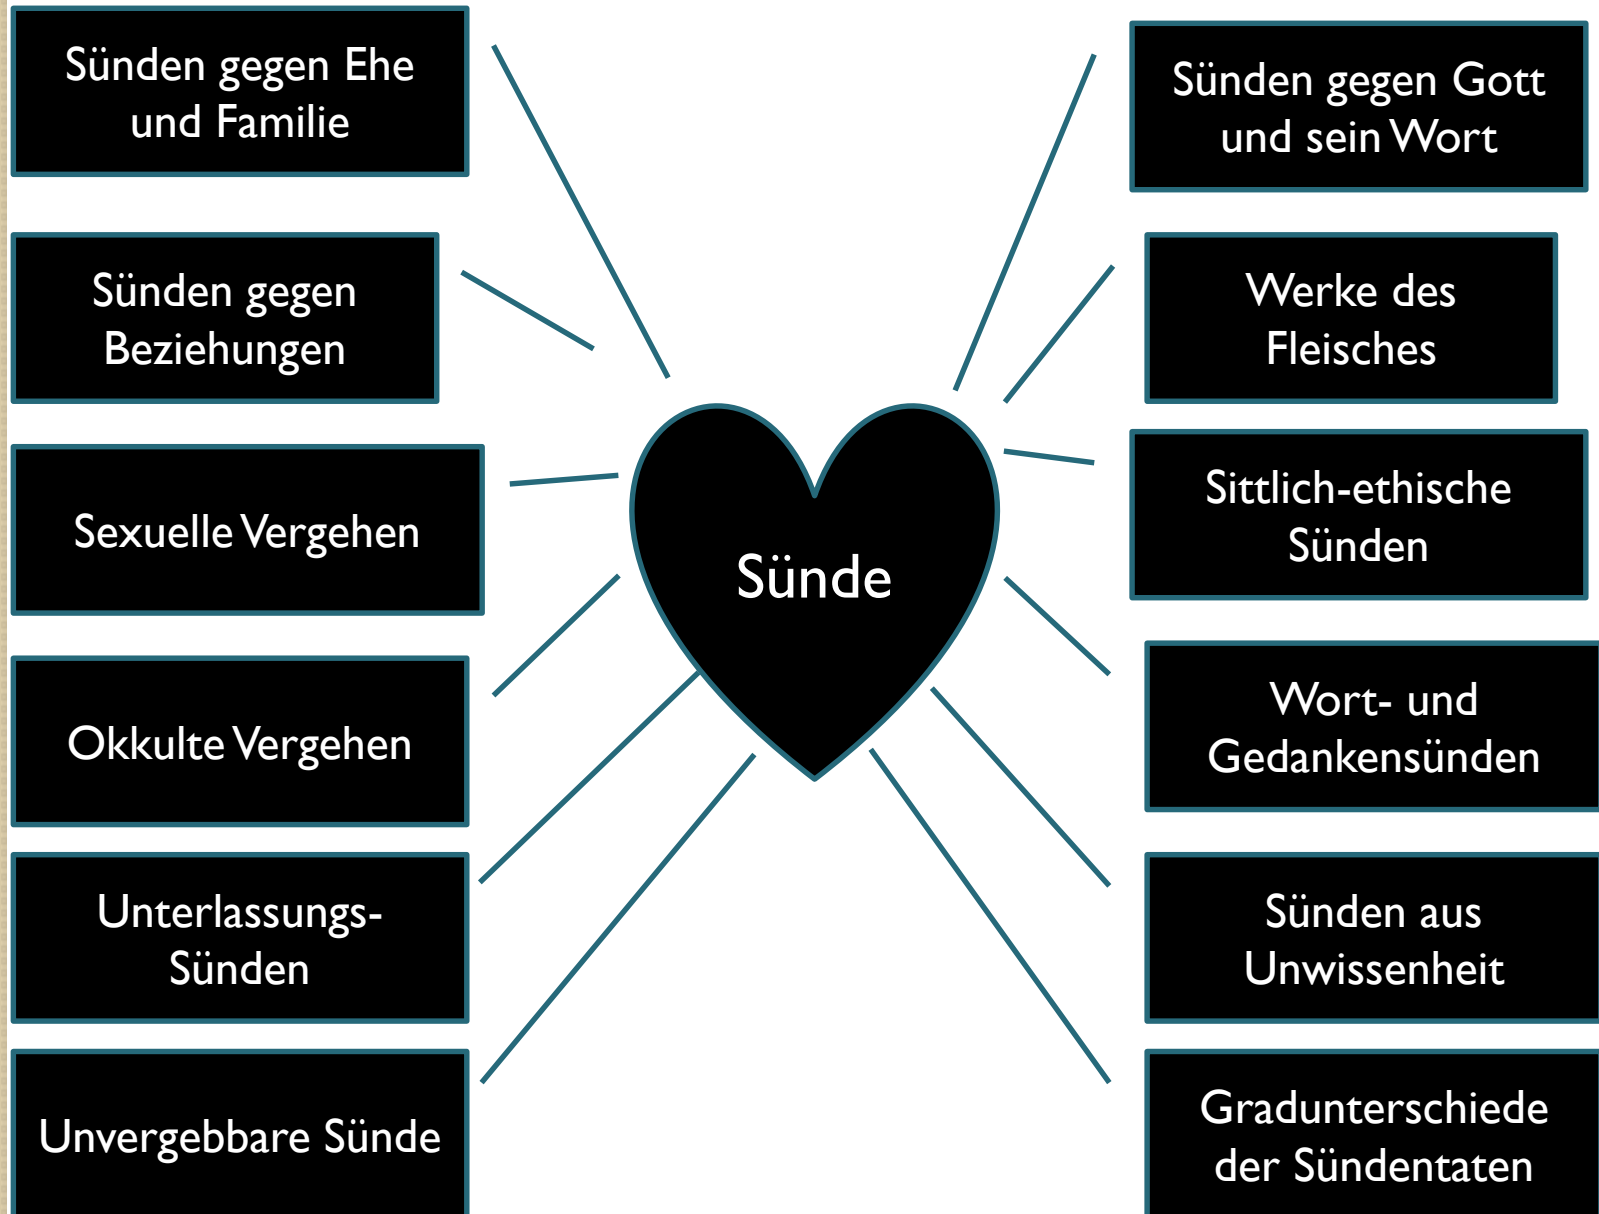 Sünden gegen Ehe
und Familie
Sünden gegen
Beziehungen
Sexuelle Vergehen
Okkulte Vergehen
Unterlassungs-
Sünden
Unvergebbare Sünde
Sünde
Sünden gegen Gott
und sein Wort
Werke des
Fleisches
Sittlich-ethische
Sünden
Wort- und
Gedankensünden
Sünden aus
Unwissenheit
Gradunterschiede
der Sündentaten